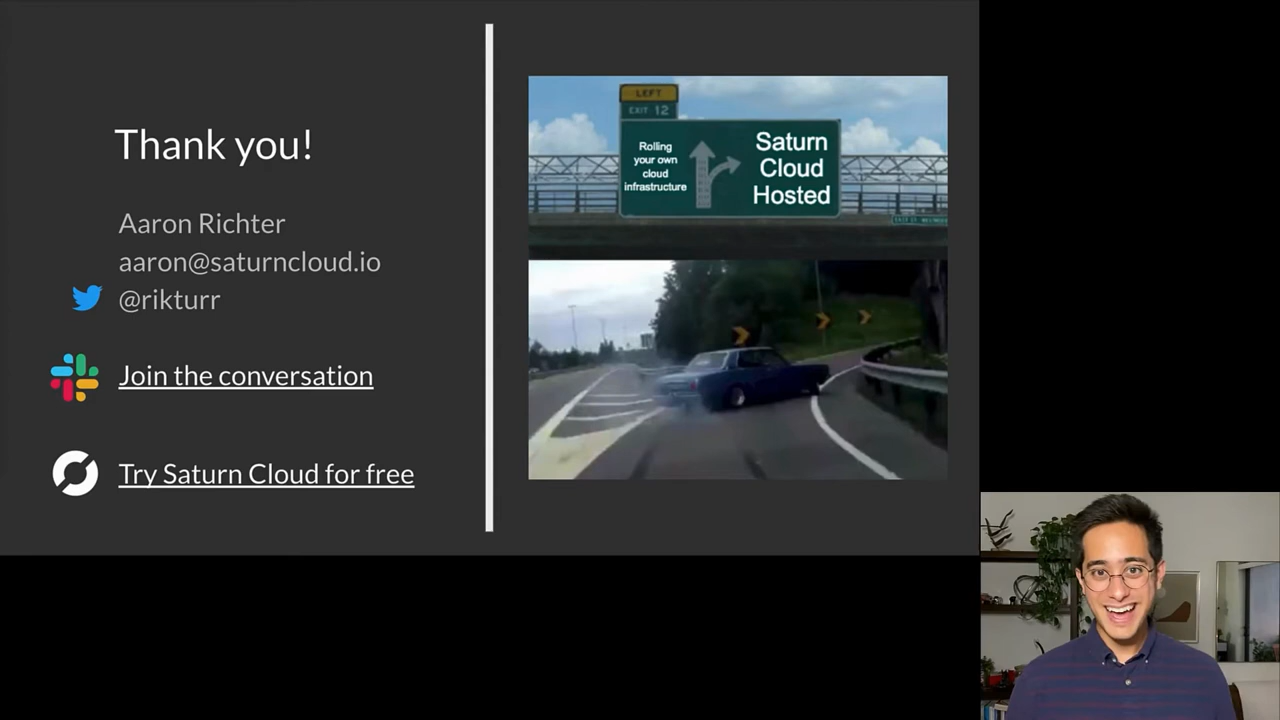 Thank you!
Aaron Richter
aaron@saturncloud.io
@rikturr
Join the conversation
Try Saturn Cloud for free
LEFT
EXIT 12
Rolling
your own
cloud
infrastructure
Saturn
Cloud
Hosted